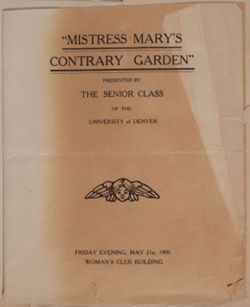 "MISTRESS MARY'S
CONTRARY GARDEN"
PRESENTED BY
THE SENIOR CLASS
OF THE
UNIVERSITY of DENVER
FRIDAY EVENING, MAY 21st, 1909.
WOMAN'S CLUB BUILDING